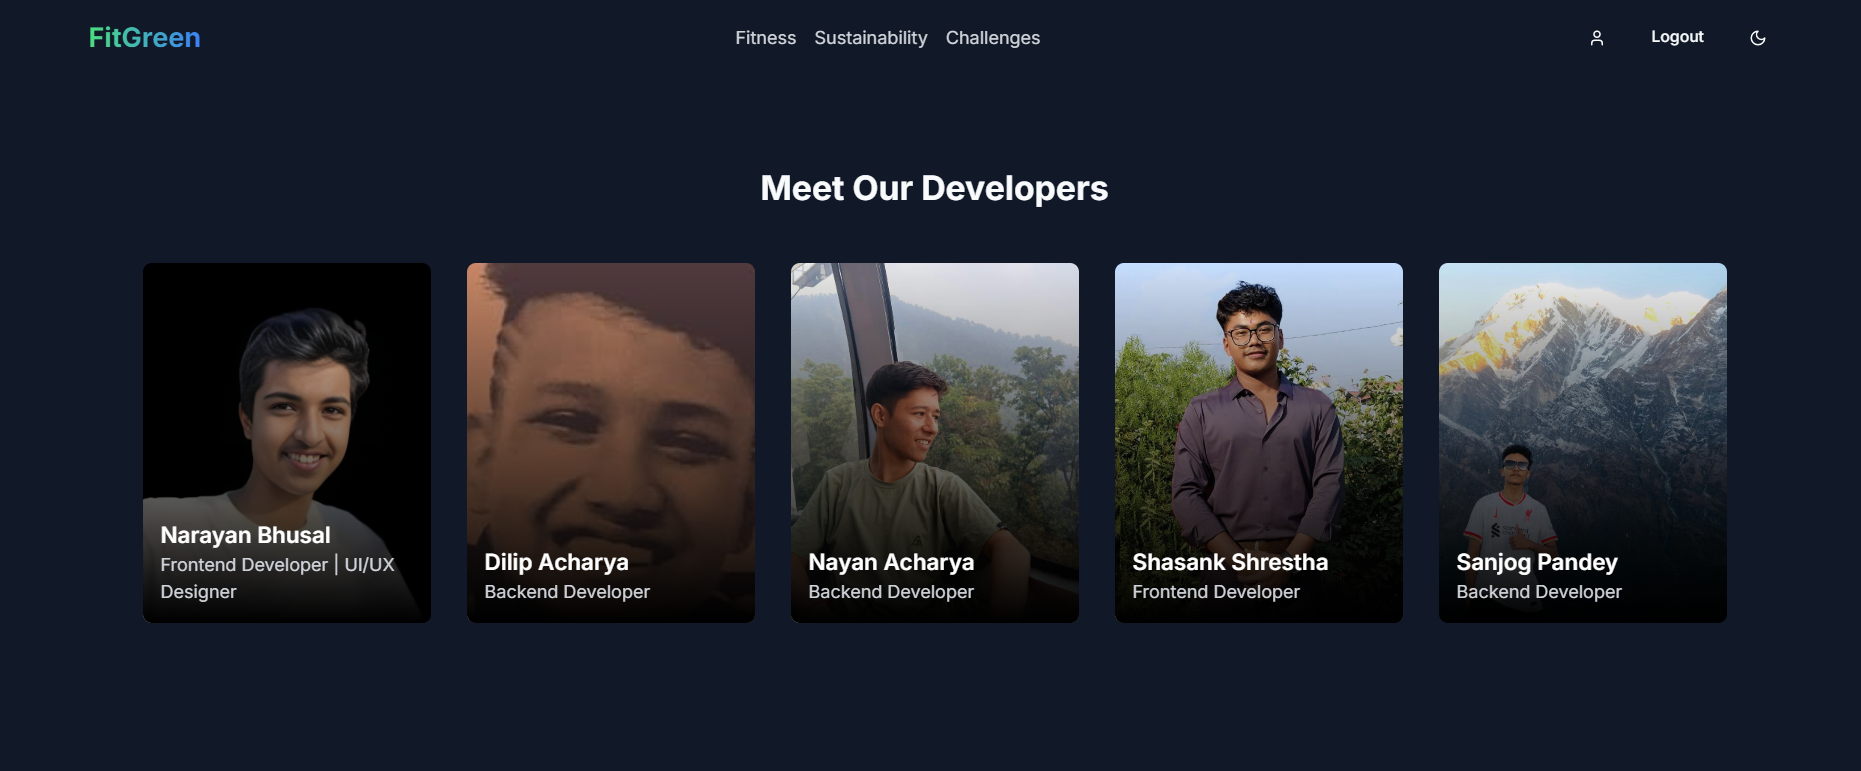 FitGreen
Fitness Sustainability Challenges
Logout
Meet Our Developers
Narayan Bhusal
Frontend Developer | UI/UX
Designer
Dilip Acharya
Backend Developer
Nayan Acharya
Backend Developer
Shasank Shrestha
Frontend Developer
Sanjog Pandey
Backend Developer